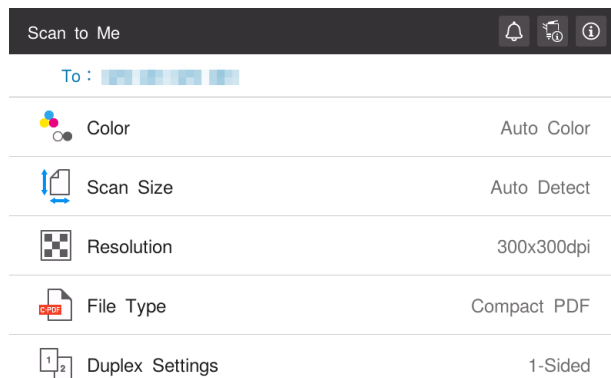 Scan to Me
To :
Color Auto Color
Scan Size Auto Detect
Resolution 300x300dpi
C-PDF File Type Compact PDF
1 2 Duplex Settings 1-Sided